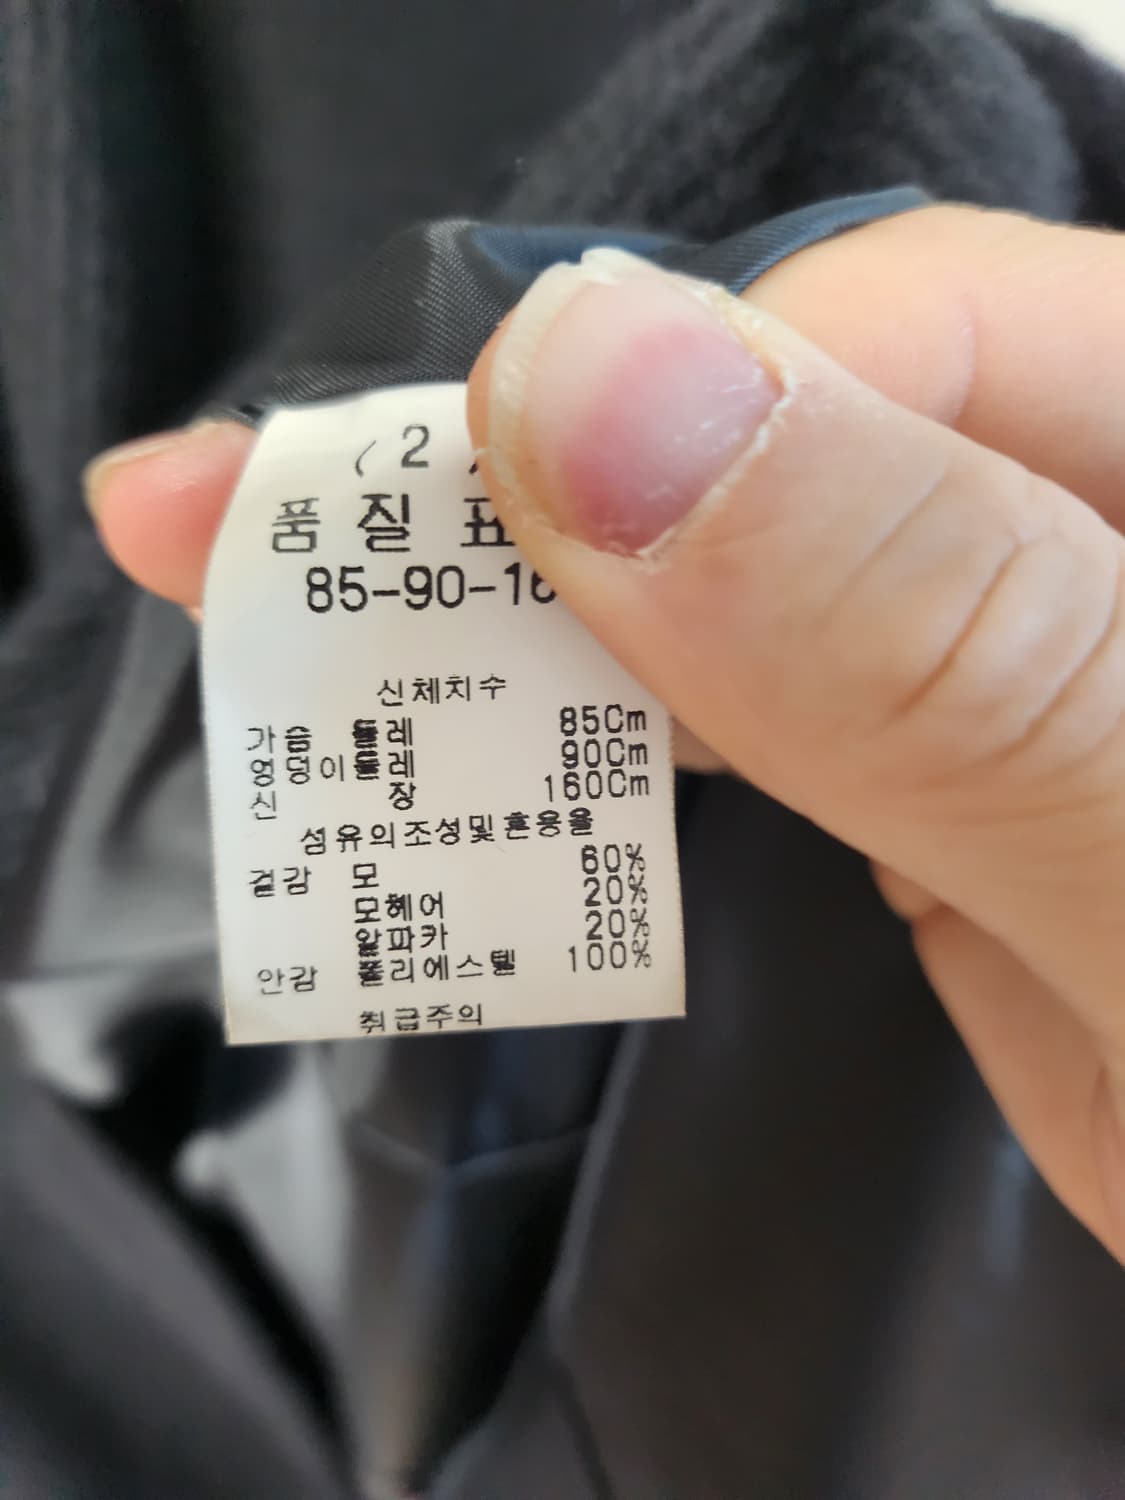 ( 2 )
품 질 표
85-90-16
신체치수
가슴 둘레 85Cm
엉덩이둘레 90Cm
신 장 160Cm
섬유의조성및혼용율
겉감 모 60%
모헤어 20%
알파카 20%
안감 폴리에스텔 100%
취급주의